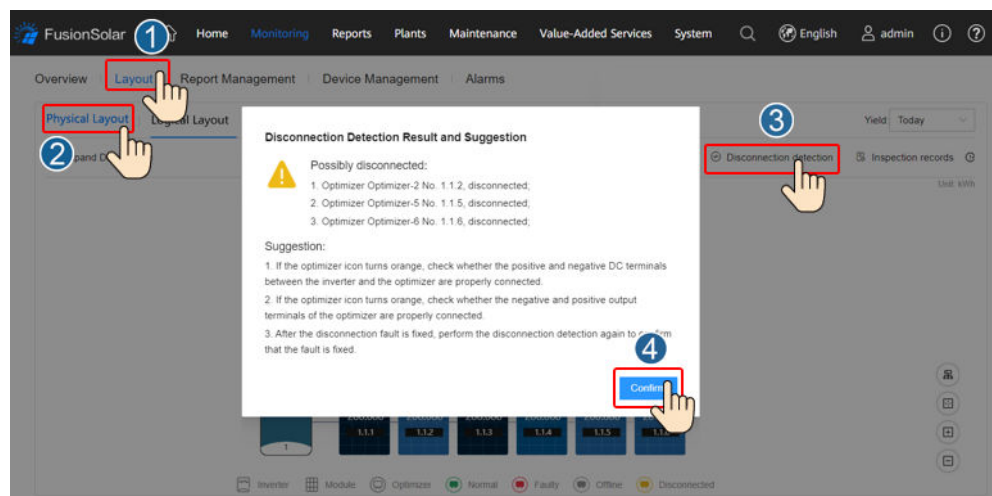 FusionSolar 1 Home Monitoring Reports Plants Maintenance Value-Added Services System English admin
Overview Layout Report Management Device Management Alarms
Physical Layout Logical Layout 3 Yield: Today
2 Disconnection detection Inspection records
Unit: kWh
Disconnection Detection Result and Suggestion
Possibly disconnected:
1. Optimizer Optimizer-2 No. 1.1.2, disconnected;
2. Optimizer Optimizer-5 No. 1.1.5, disconnected;
3. Optimizer Optimizer-6 No. 1.1.6, disconnected;
Suggestion:
1. If the optimizer icon turns orange, check whether the positive and negative DC terminals
between the inverter and the optimizer are properly connected.
2. If the optimizer icon turns orange, check whether the negative and positive output
terminals of the optimizer are properly connected.
3. After the disconnection fault is fixed, perform the disconnection detection again to confirm
that the fault is fixed.
4
Confirm
1.1.1 1.1.2 1.1.3 1.1.4 1.1.5
1
Inverter Module Optimizer Normal Faulty Offline Disconnected